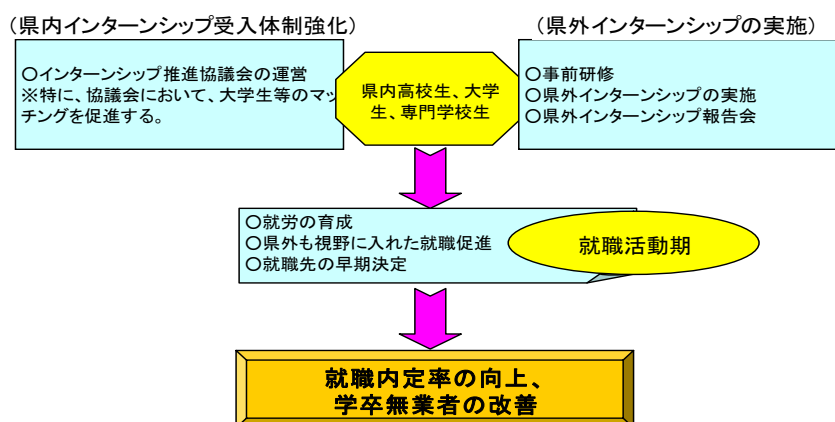 (県内インターンシップ受入体制強化)
(県外インターンシップの実施)
〇インターンシップ推進協議会の運営
※特に、協議会において、大学生等のマッ
チングを促進する。
県内高校生、大学
生、専門学校生
〇事前研修
〇県外インターンシップの実施
〇県外インターンシップ報告会
〇就労の育成
〇県外も視野に入れた就職促進
〇就職先の早期決定
就職活動期
就職内定率の向上、
学卒無業者の改善